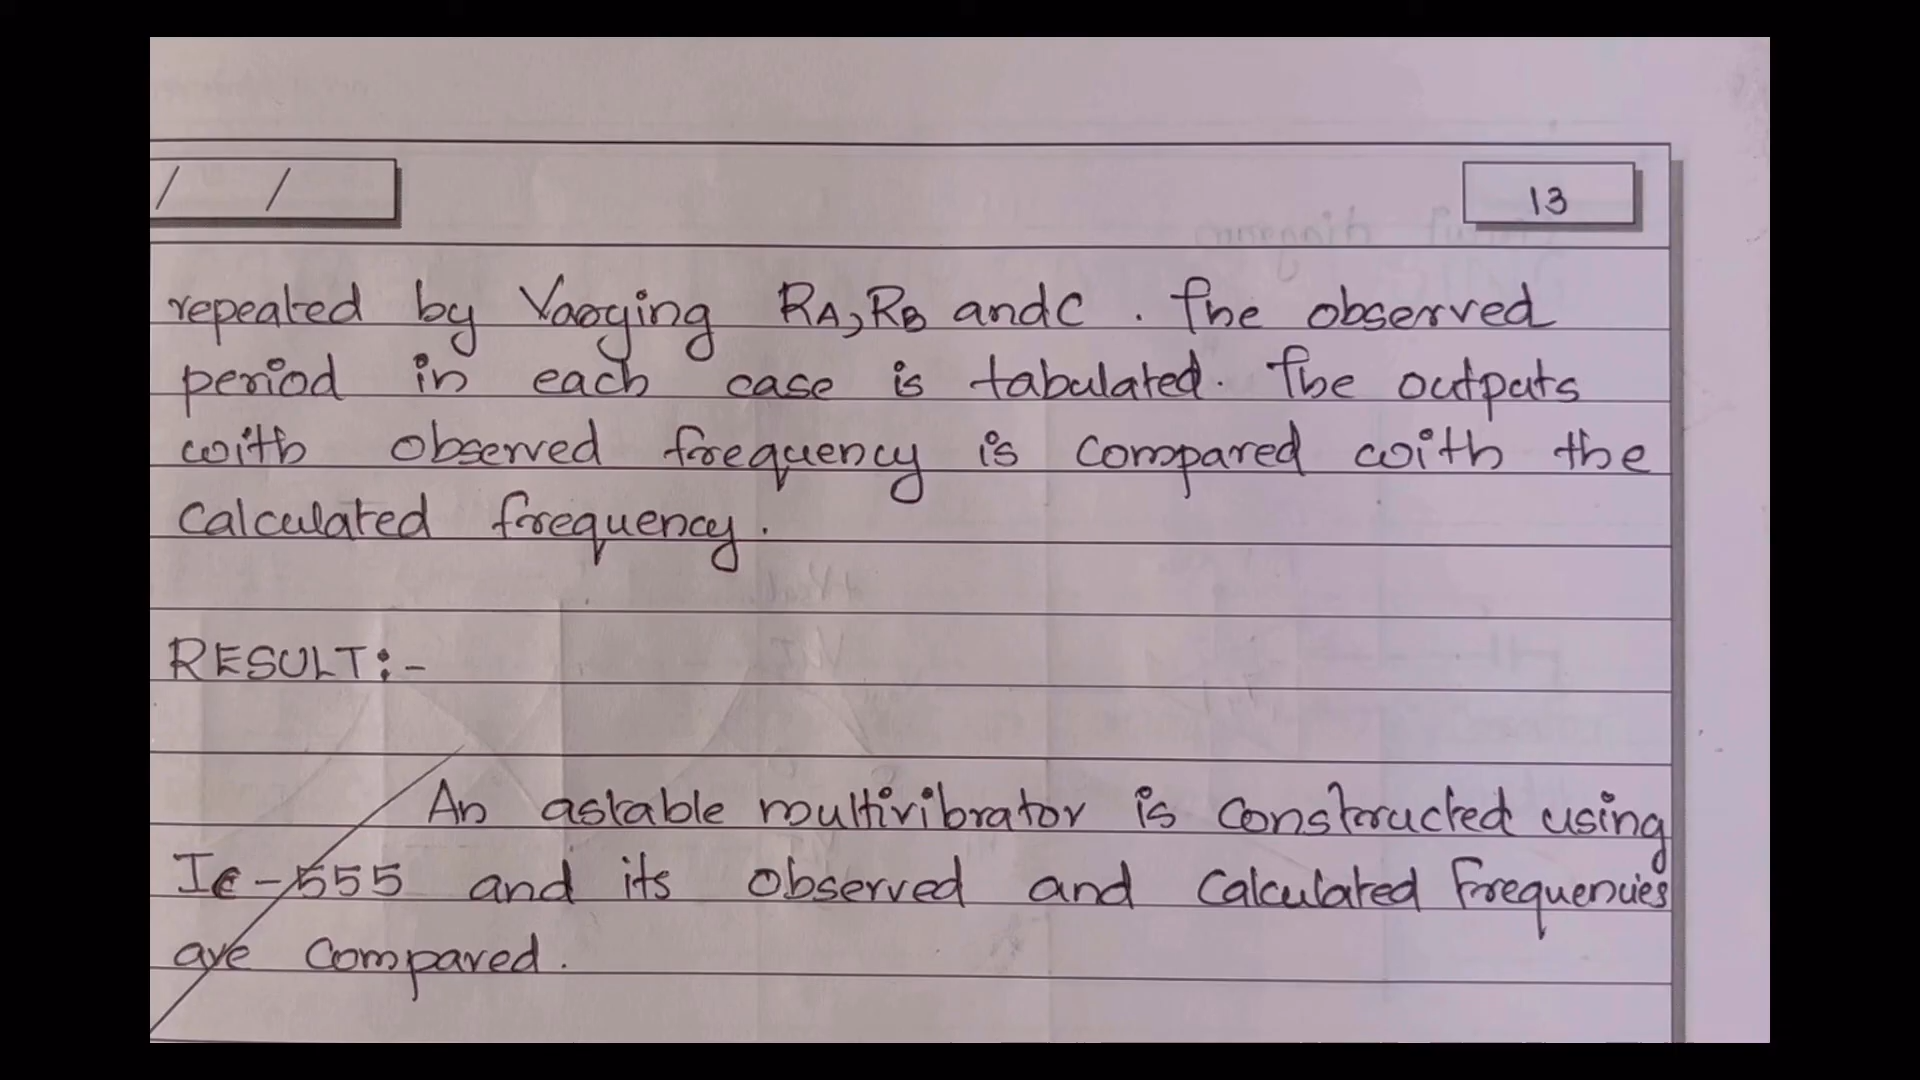 / /
13
repeated by Varying RA, RB and C . The observed
period in each case is tabulated. The outputs
with observed frequency is compared with the
Calculated frequency.
RESULT:-
An astable multivibrator is Constructed using
IC-555 and its observed and Calculated Frequencies
are compared.